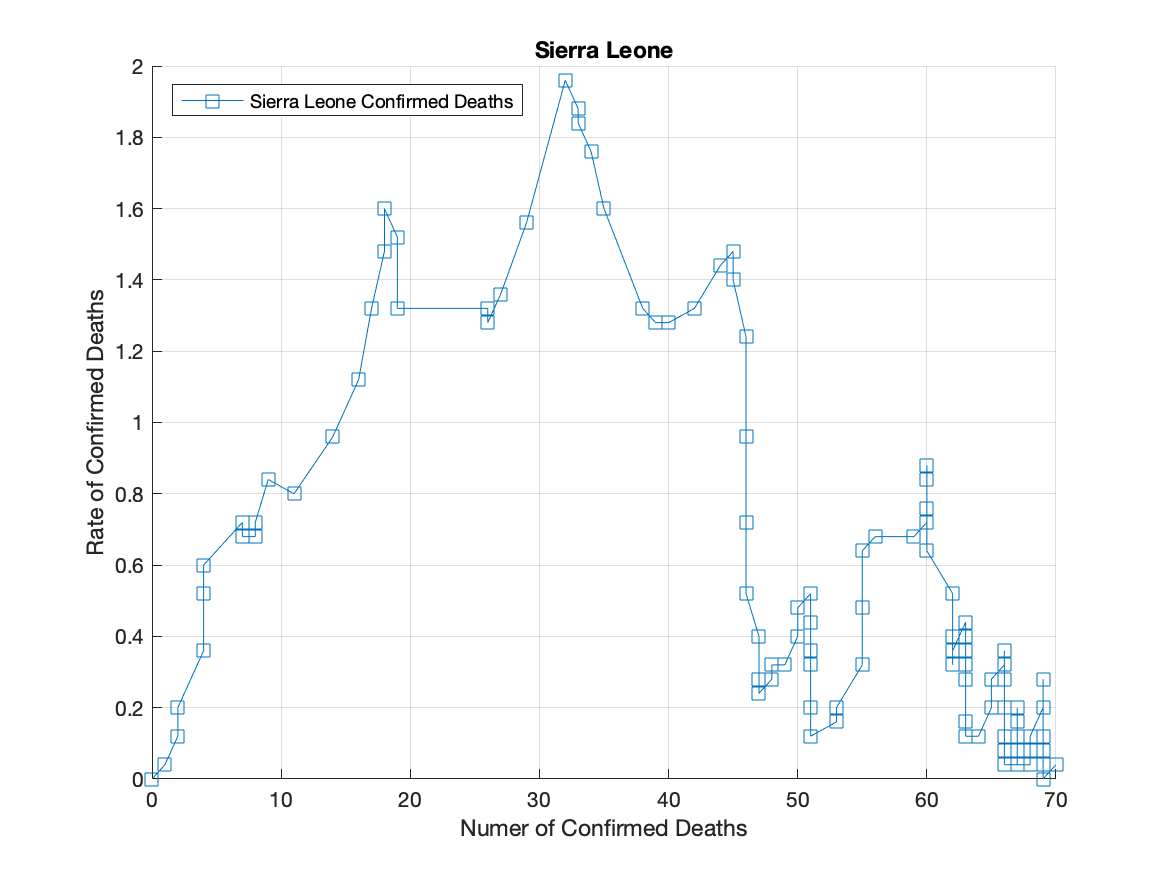 Sierra Leone
Sierra Leone Confirmed Deaths
2
1.8
1.6
1.4
1.2
1
0.8
0.6
0.4
0.2
0
Rate of Confirmed Deaths
0 10 20 30 40 50 60 70
Numer of Confirmed Deaths